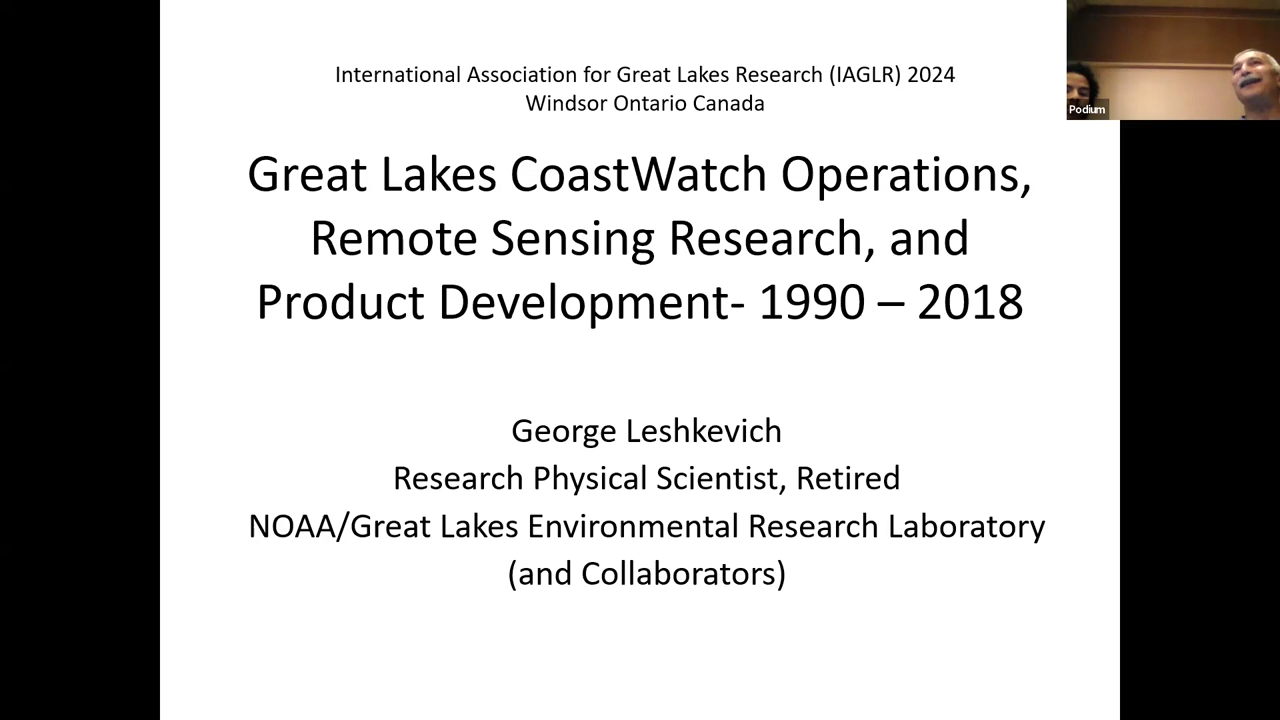 International Association for Great Lakes Research (IAGLR) 2024
Windsor Ontario Canada
Great Lakes CoastWatch Operations,
Remote Sensing Research, and
Product Development- 1990 – 2018
George Leshkevich
Research Physical Scientist, Retired
NOAA/Great Lakes Environmental Research Laboratory
(and Collaborators)
Podium